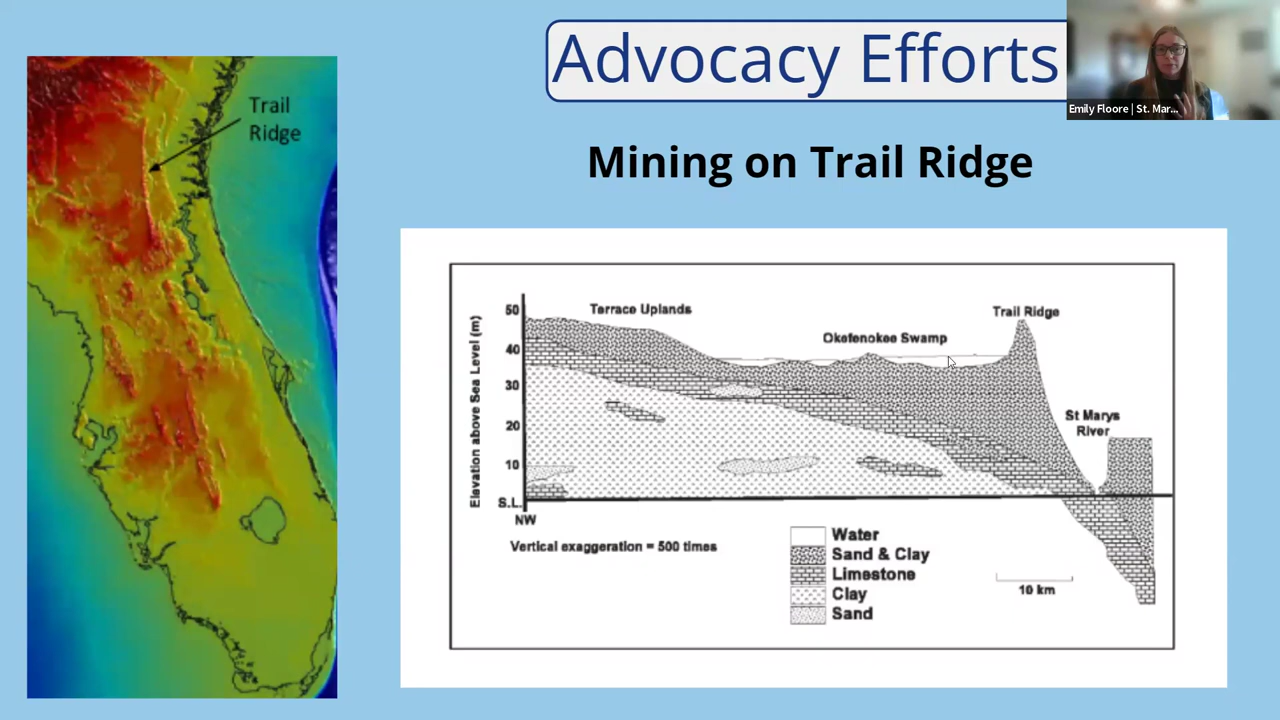 Advocacy Efforts
Emily Floore | St. Mar...
Mining on Trail Ridge
Trail
Ridge
Elevation above Sea Level (m)
50
40
30
20
10
S.L.
NW
Terrace Uplands
Okefenokee Swamp
Trail Ridge
St Marys
River
Vertical exaggeration = 500 times
Water
Sand & Clay
Limestone
Clay
Sand
10 km